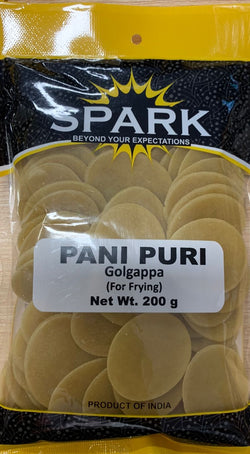 SPARK
BEYOND YOUR EXPECTATIONS
PANI PURI
Golgappa
(For Frying)
Net Wt. 200 g
PRODUCT OF INDIA